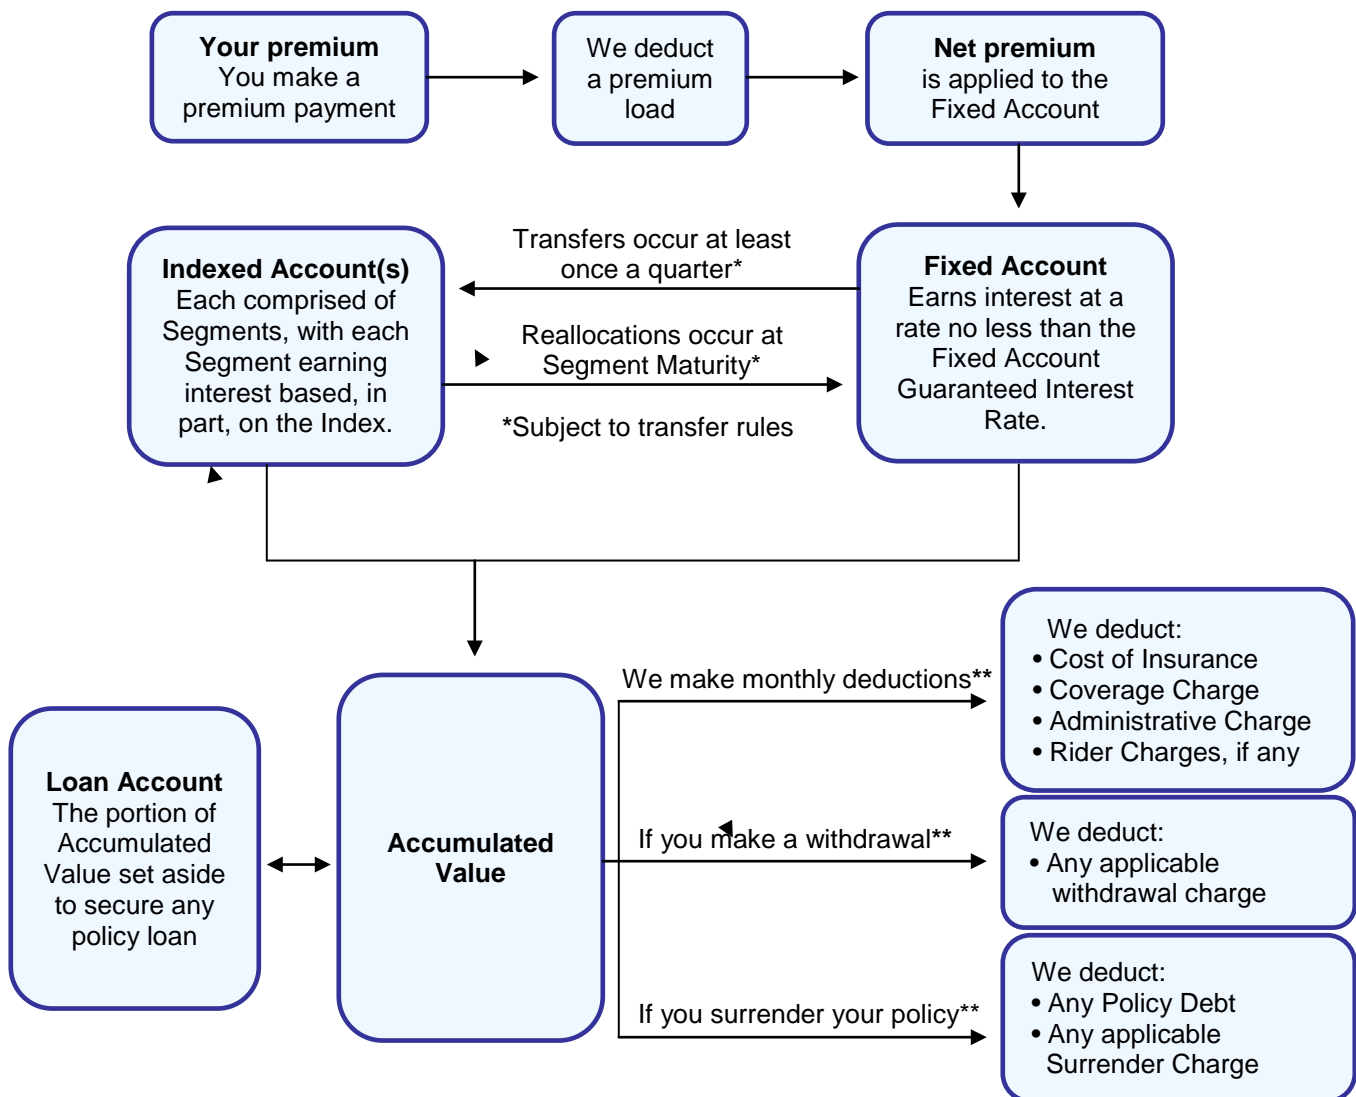 Your premium
You make a
premium payment
We deduct
a premium
load
Net premium
is applied to the
Fixed Account
Indexed Account(s)
Each comprised of
Segments, with each
Segment earning
interest based, in
part, on the Index.
Transfers occur at least
once a quarter*
Reallocations occur at
Segment Maturity*
*Subject to transfer rules
Fixed Account
Earns interest at a
rate no less than the
Fixed Account
Guaranteed Interest
Rate.
Loan Account
The portion of
Accumulated
Value set aside
to secure any
policy loan
Accumulated
Value
We make monthly deductions**
We deduct:
• Cost of Insurance
• Coverage Charge
• Administrative Charge
• Rider Charges, if any
If you make a withdrawal**
We deduct:
• Any applicable
withdrawal charge
If you surrender your policy**
We deduct:
• Any Policy Debt
• Any applicable
Surrender Charge